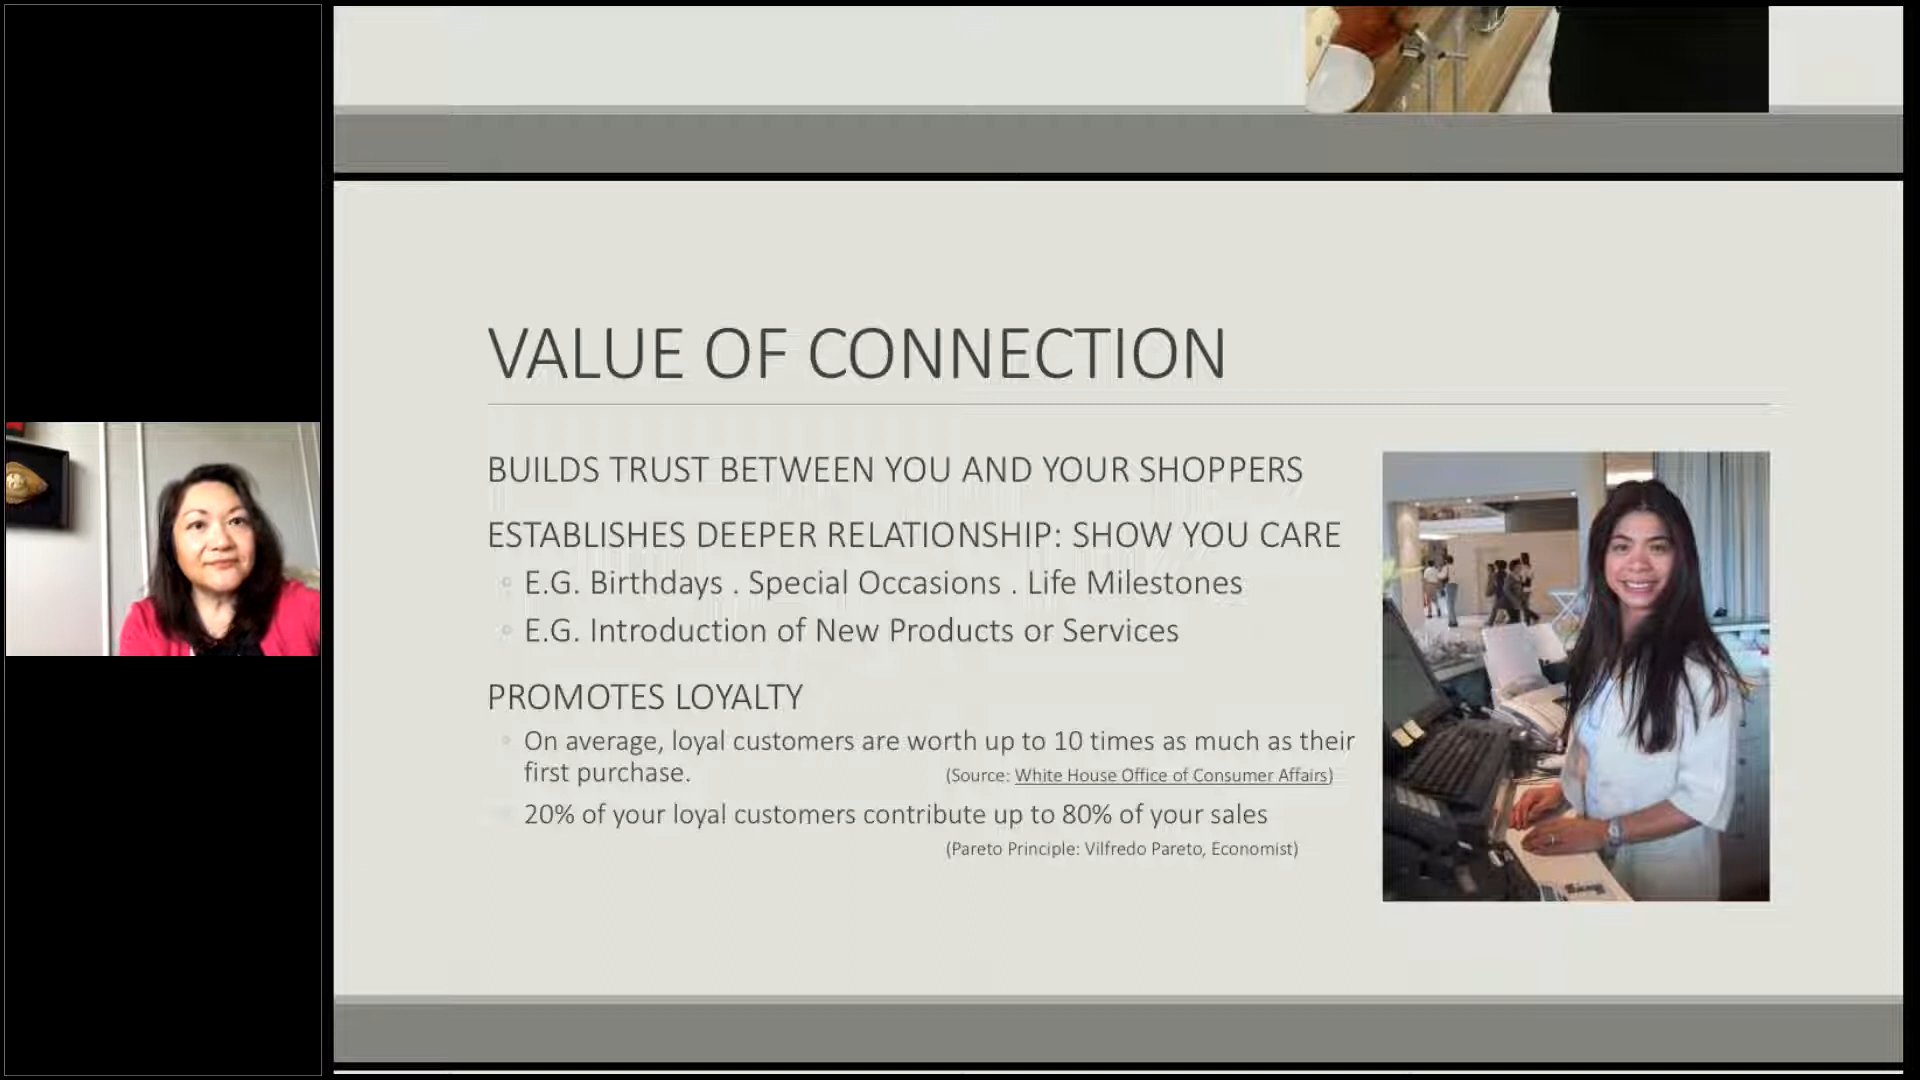 VALUE OF CONNECTION
BUILDS TRUST BETWEEN YOU AND YOUR SHOPPERS
ESTABLISHES DEEPER RELATIONSHIP: SHOW YOU CARE
E.G. Birthdays . Special Occasions . Life Milestones
E.G. Introduction of New Products or Services
PROMOTES LOYALTY
On average, loyal customers are worth up to 10 times as much as their
first purchase. (Source: White House Office of Consumer Affairs)
20% of your loyal customers contribute up to 80% of your sales
(Pareto Principle: Vilfredo Pareto, Economist)